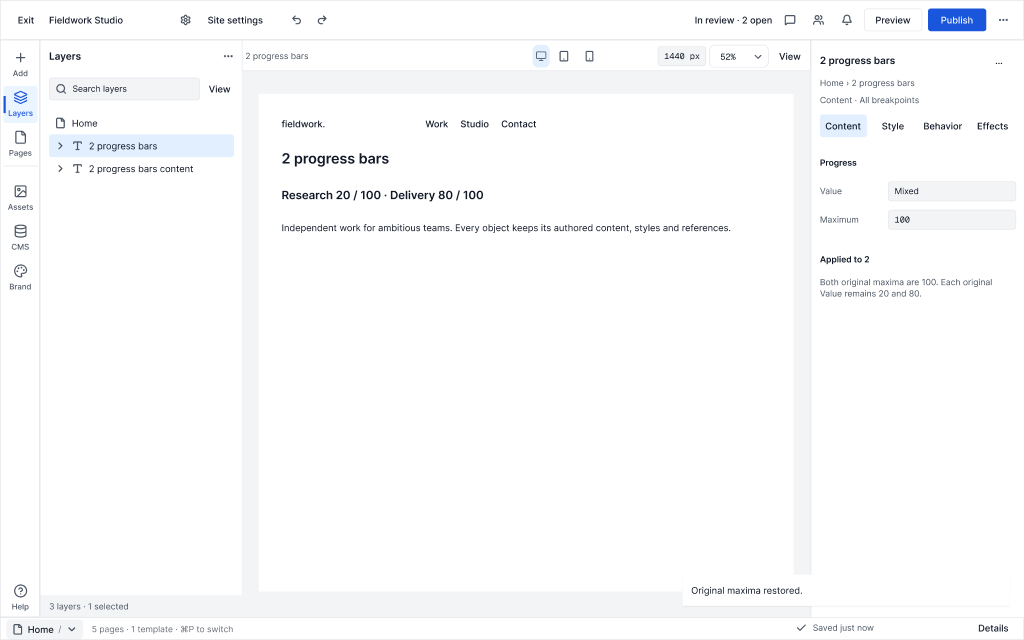 Exit
Fieldwork Studio
Site settings
In review · 2 open
Preview
Publish
Add
Layers
Pages
Assets
CMS
Brand
Help
Layers
Search layers
View
Home
2 progress bars
2 progress bars content
3 layers · 1 selected
2 progress bars
1440 px
52%
View
fieldwork.
Work
Studio
Contact
2 progress bars
Research 20 / 100 · Delivery 80 / 100
Independent work for ambitious teams. Every object keeps its authored content, styles and references.
Original maxima restored.
2 progress bars
Home › 2 progress bars
Content · All breakpoints
Content
Style
Behavior
Effects
Progress
Value
Mixed
Maximum
100
Applied to 2
Both original maxima are 100. Each original
Value remains 20 and 80.
Home /
5 pages · 1 template · ⌘P to switch
Saved just now
Details